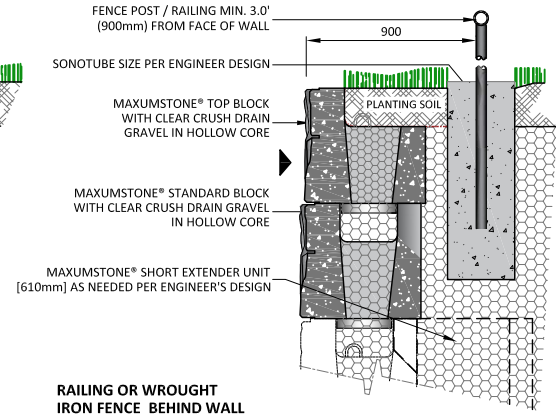 FENCE POST / RAILING MIN. 3.0'
(900mm) FROM FACE OF WALL
900
SONOTUBE SIZE PER ENGINEER DESIGN
MAXUMSTONE® TOP BLOCK
WITH CLEAR CRUSH DRAIN
GRAVEL IN HOLLOW CORE
PLANTING SOIL
MAXUMSTONE® STANDARD BLOCK
WITH CLEAR CRUSH DRAIN GRAVEL
IN HOLLOW CORE
MAXUMSTONE® SHORT EXTENDER UNIT
[610mm] AS NEEDED PER ENGINEER'S DESIGN
RAILING OR WROUGHT
IRON FENCE BEHIND WALL